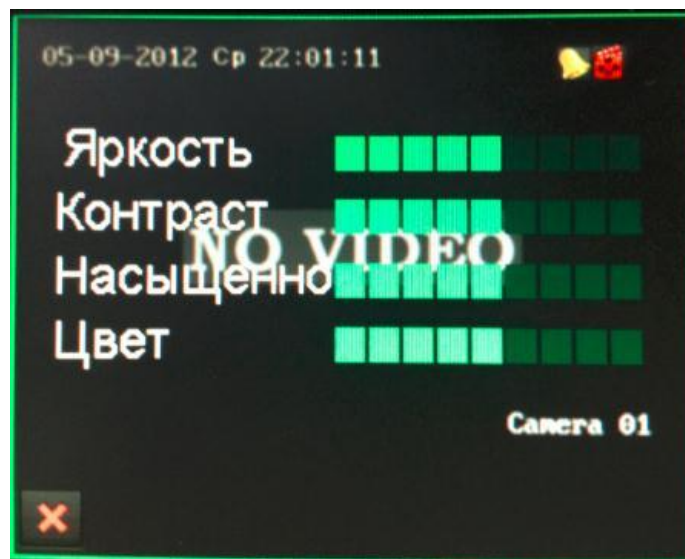 05-09-2012 Ср 22:01:11
Яркость
Контраст
NO VIDEO
Насыщенно
Цвет
Camera 01